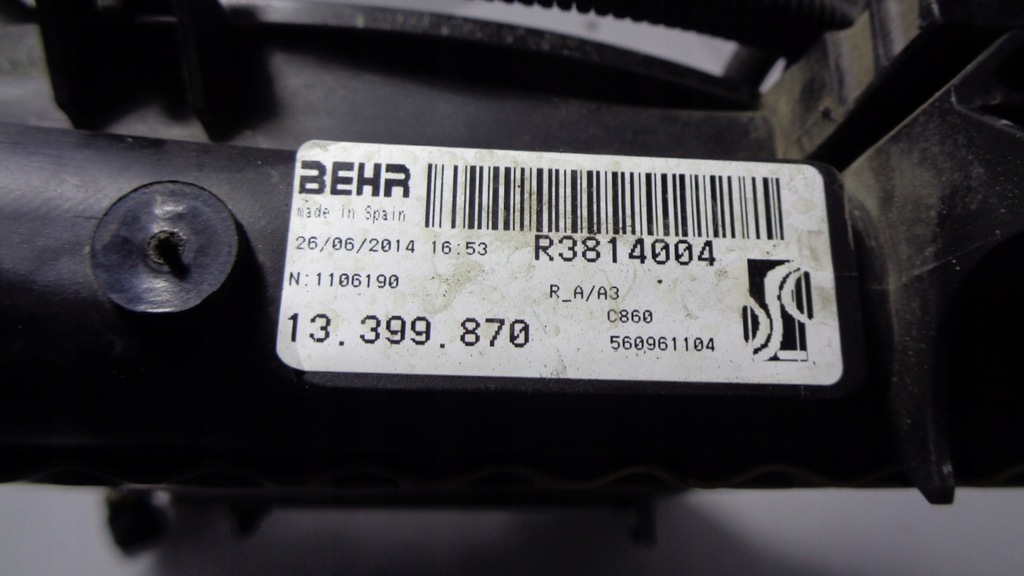 BEHR
made in Spain
26/06/2014 16:53
R3814004
N:1106190
R_A/A3
C860
13.399.870
560961104